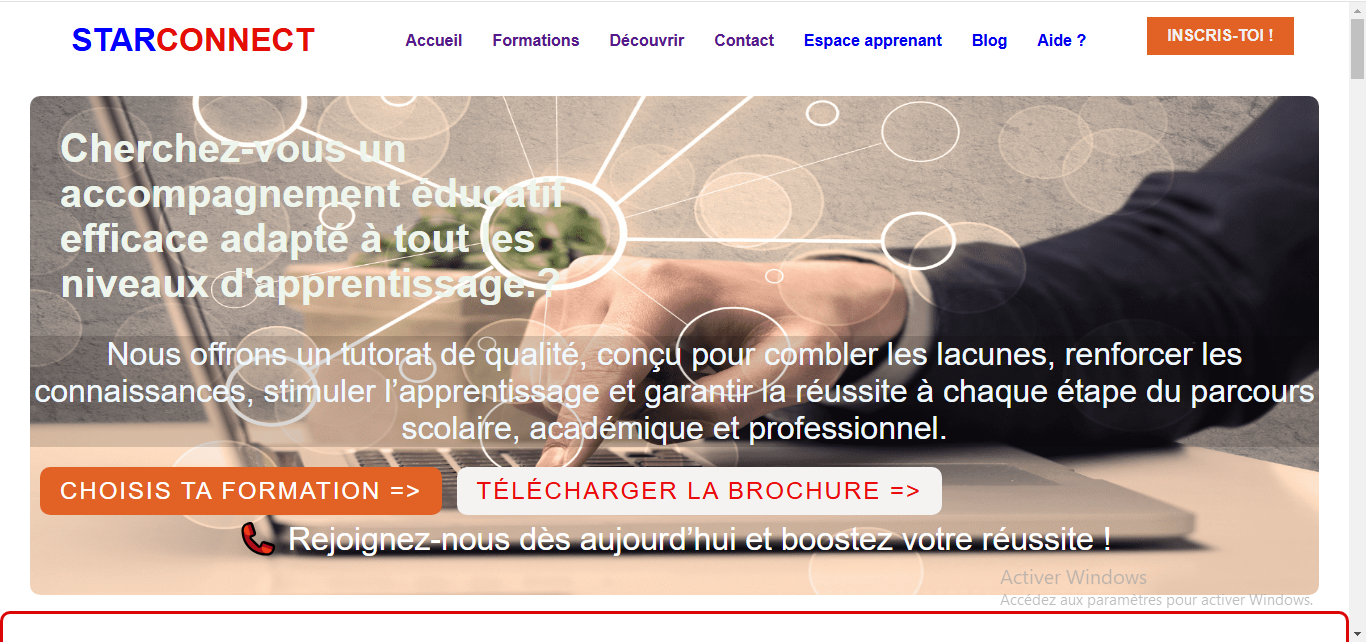 STARCONNECT
Accueil Formations Découvrir Contact Espace apprenant Blog Aide ?
INSCRIS-TOI !
Cherchez-vous un
accompagnement éducatif
efficace adapté à tout les
niveaux d'apprentissage.?
Nous offrons un tutorat de qualité, conçu pour combler les lacunes, renforcer les
connaissances, stimuler l’apprentissage et garantir la réussite à chaque étape du parcours
scolaire, académique et professionnel.
CHOISIS TA FORMATION =>
TÉLÉCHARGER LA BROCHURE =>
Rejoignez-nous dès aujourd’hui et boostez votre réussite !
Activer Windows
Accédez aux paramètres pour activer Windows.